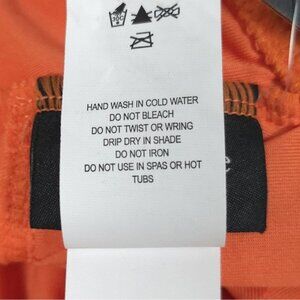 HAND WASH IN COLD WATER
DO NOT BLEACH
DO NOT TWIST OR WRING
DRIP DRY IN SHADE
DO NOT IRON
DO NOT USE IN SPAS OR HOT
TUBS